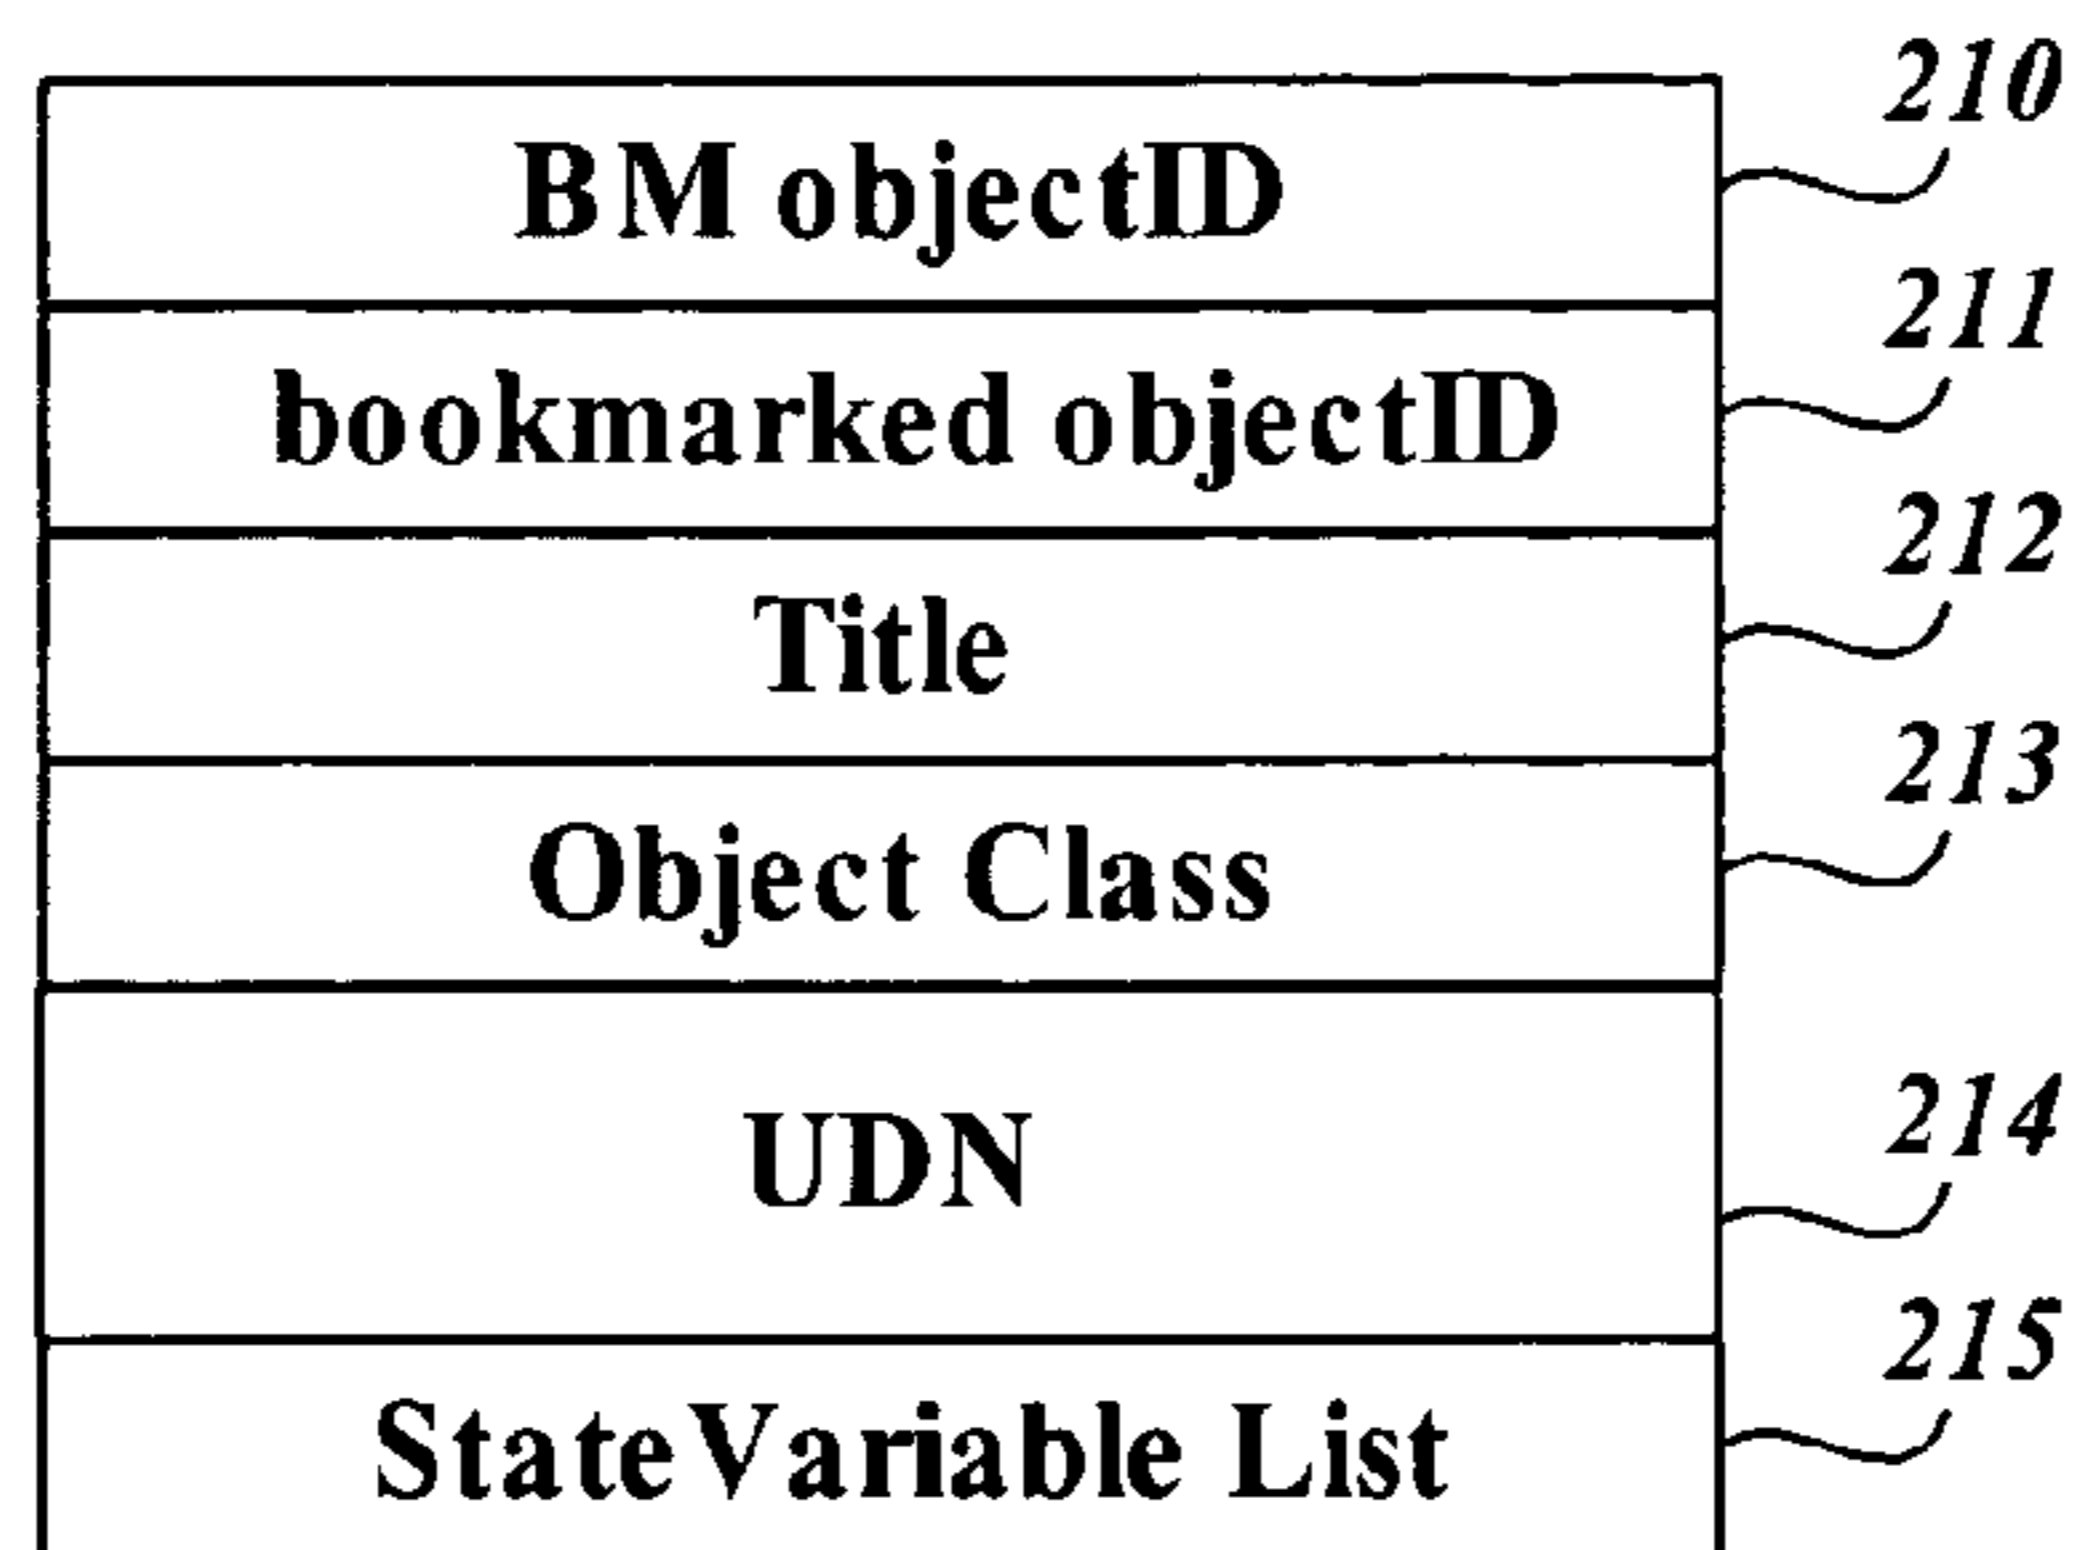 210
BM objectID
211
bookmarked objectID
212
Title
213
Object Class
214
UDN
215
StateVariable List